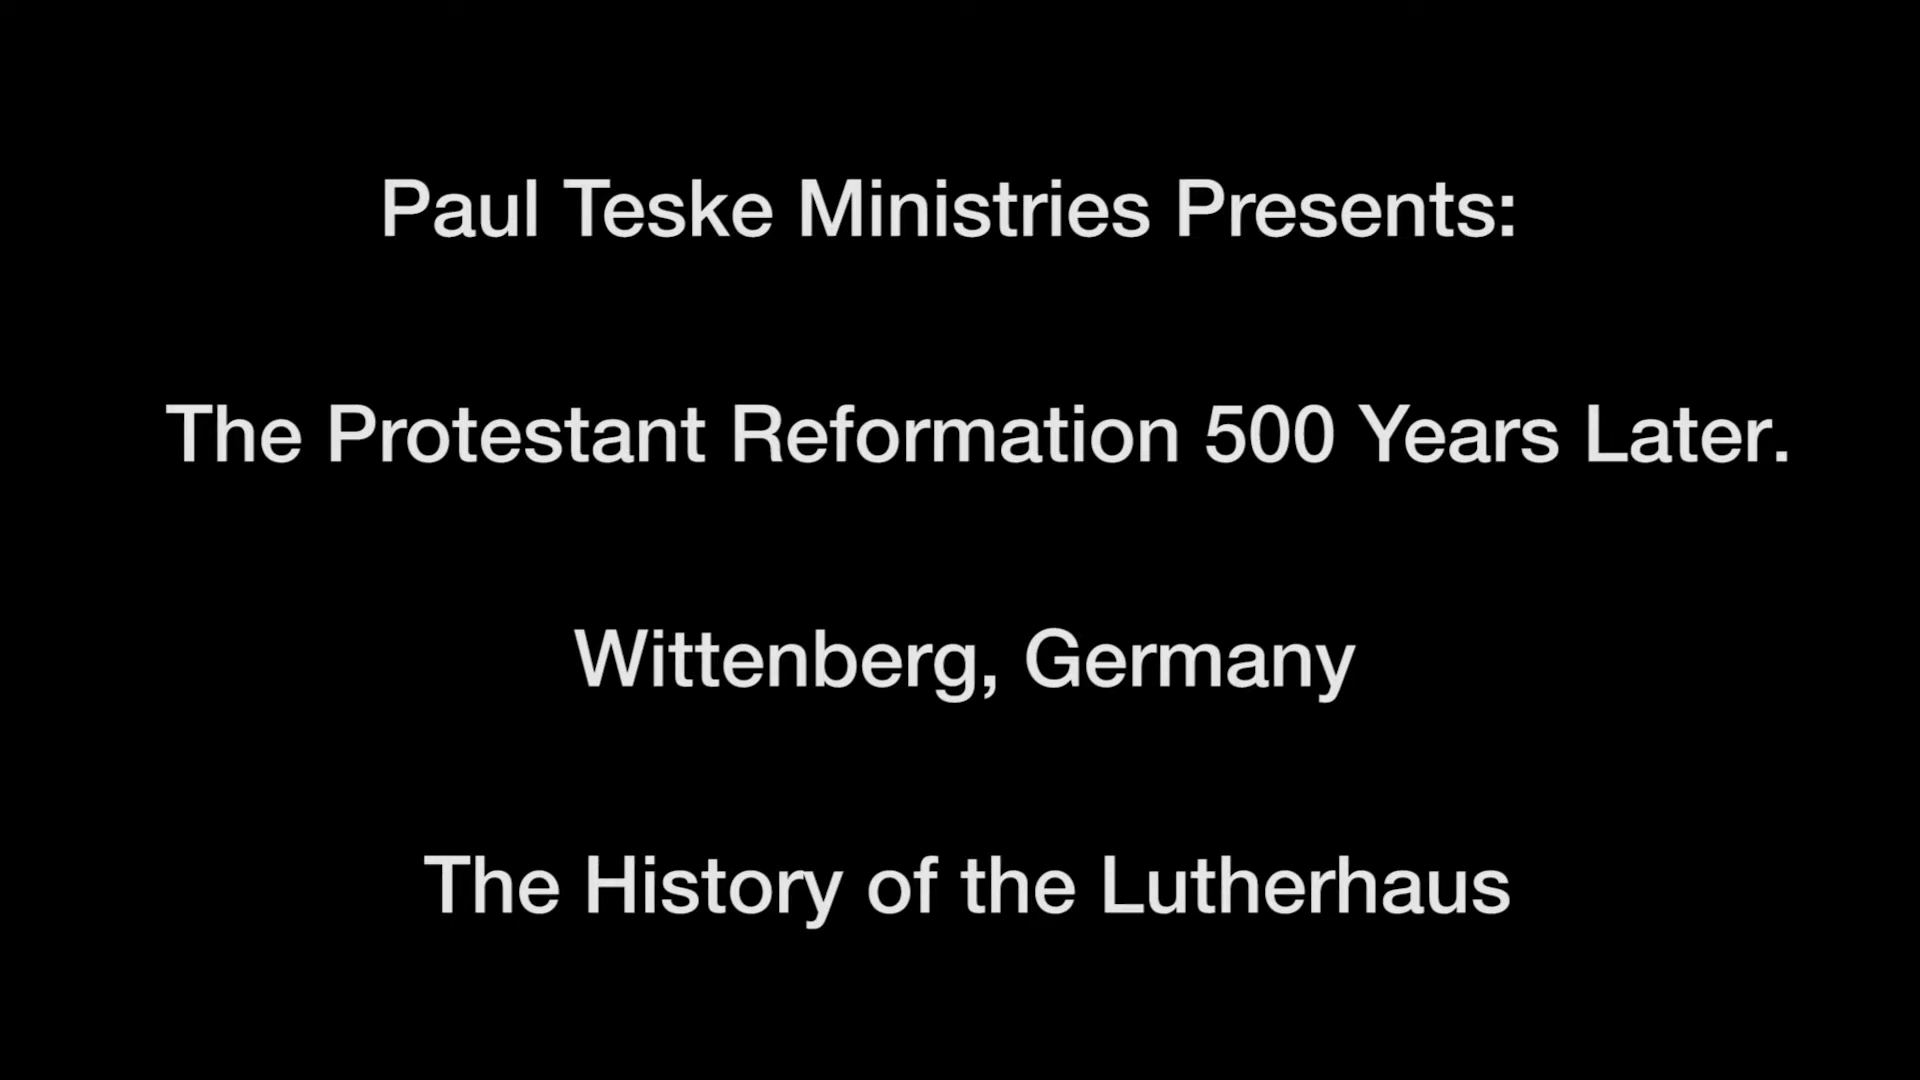 Paul Teske Ministries Presents:
The Protestant Reformation 500 Years Later.
Wittenberg, Germany
The History of the Lutherhaus